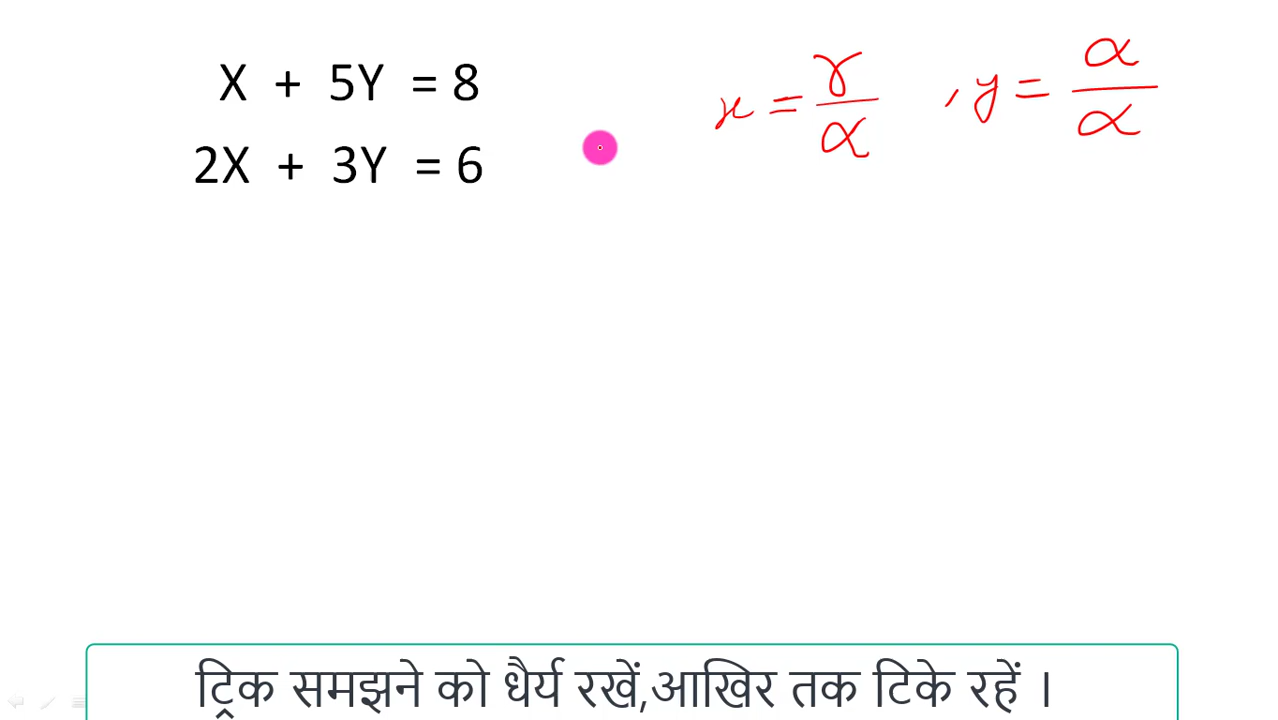 X + 5Y = 8
2X + 3Y = 6
x = γ/α , y = α/α
ट्रिक समझने को धैर्य रखें,आखिर तक टिके रहें ।